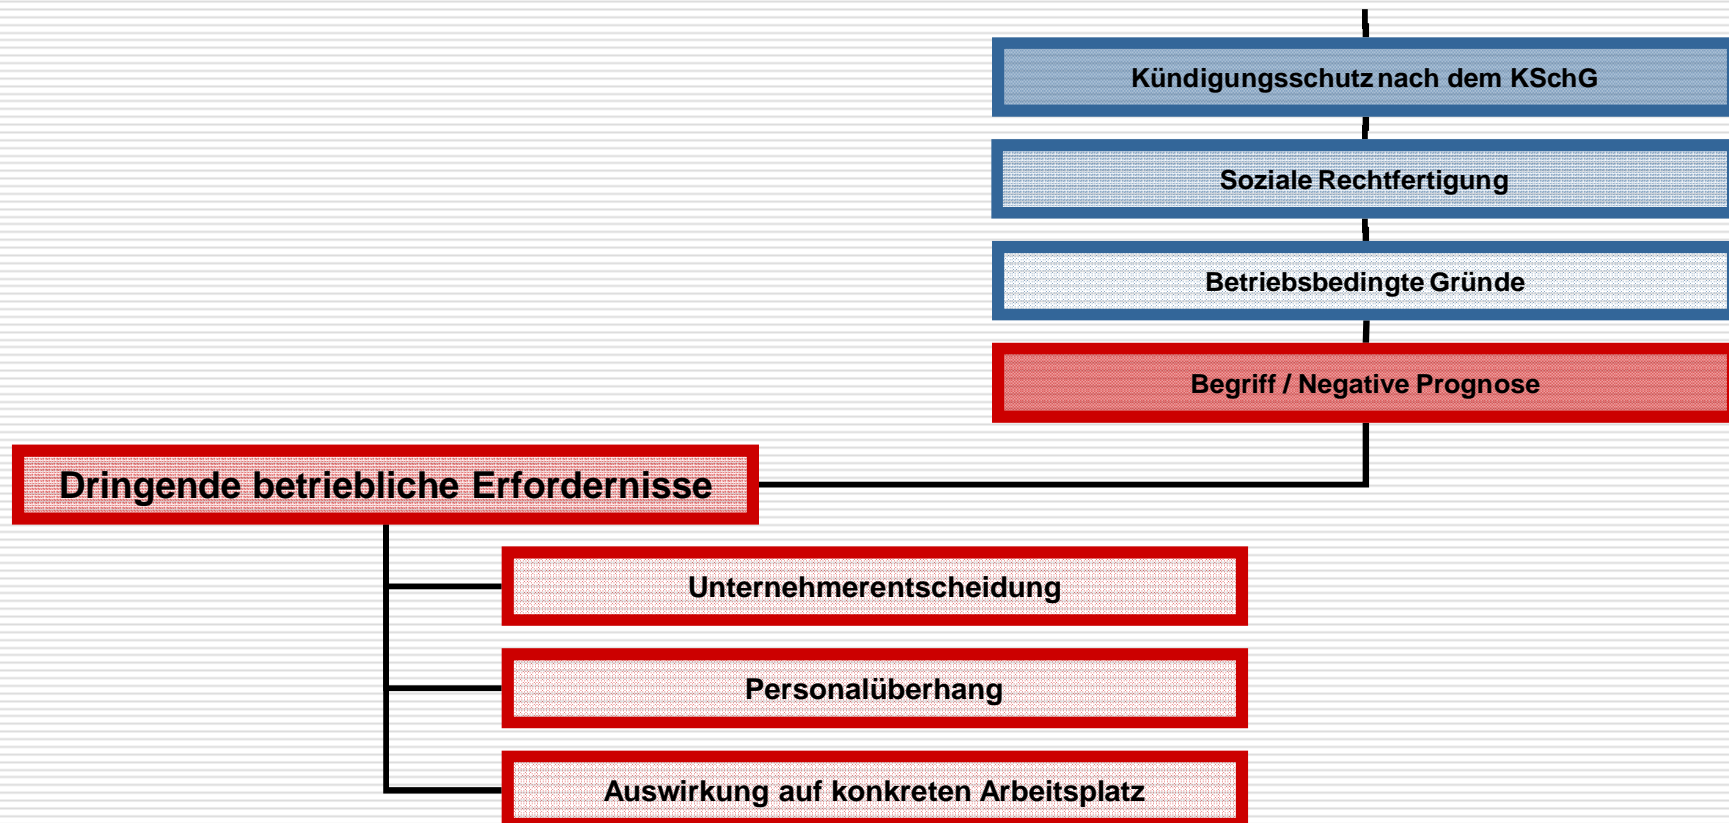 Kündigungsschutz nach dem KSchG
Soziale Rechtfertigung
Betriebsbedingte Gründe
Begriff / Negative Prognose
Dringende betriebliche Erfordernisse
Unternehmerentscheidung
Personalüberhang
Auswirkung auf konkreten Arbeitsplatz